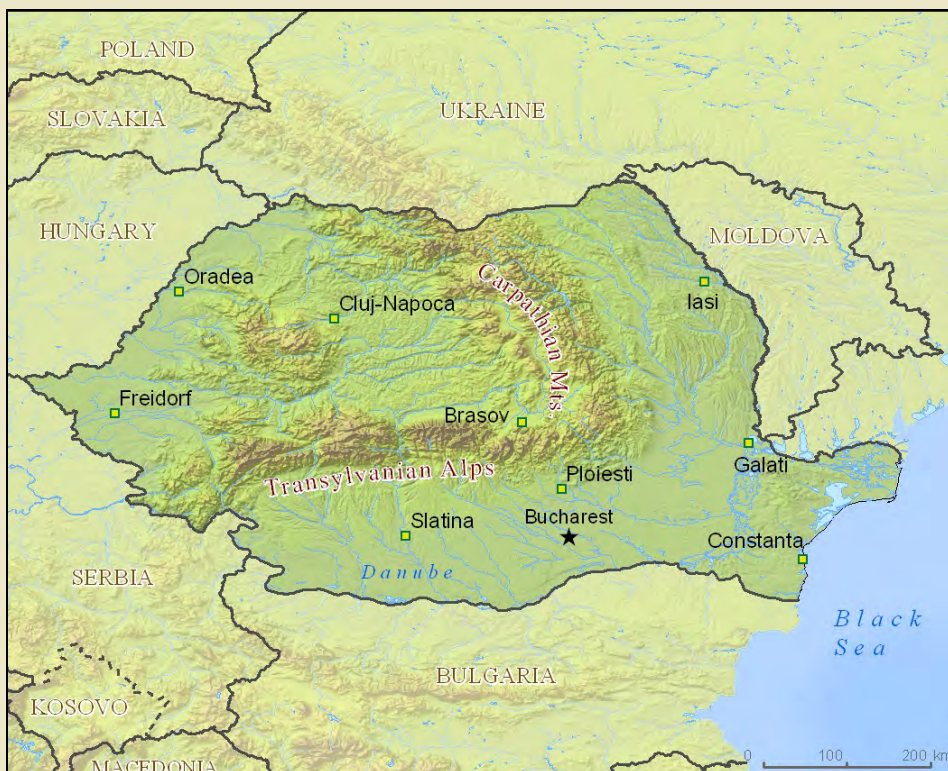 POLAND
SLOVAKIA
UKRAINE
HUNGARY
MOLDOVA
Oradea
Carpathian Mts.
Iasi
Cluj-Napoca
Freidorf
Brasov
Galati
Transylvanian Alps
Ploiesti
Slatina
Bucharest
Constanta
Danube
SERBIA
Black
Sea
BULGARIA
KOSOVO
MACEDONIA
0 100 200 km